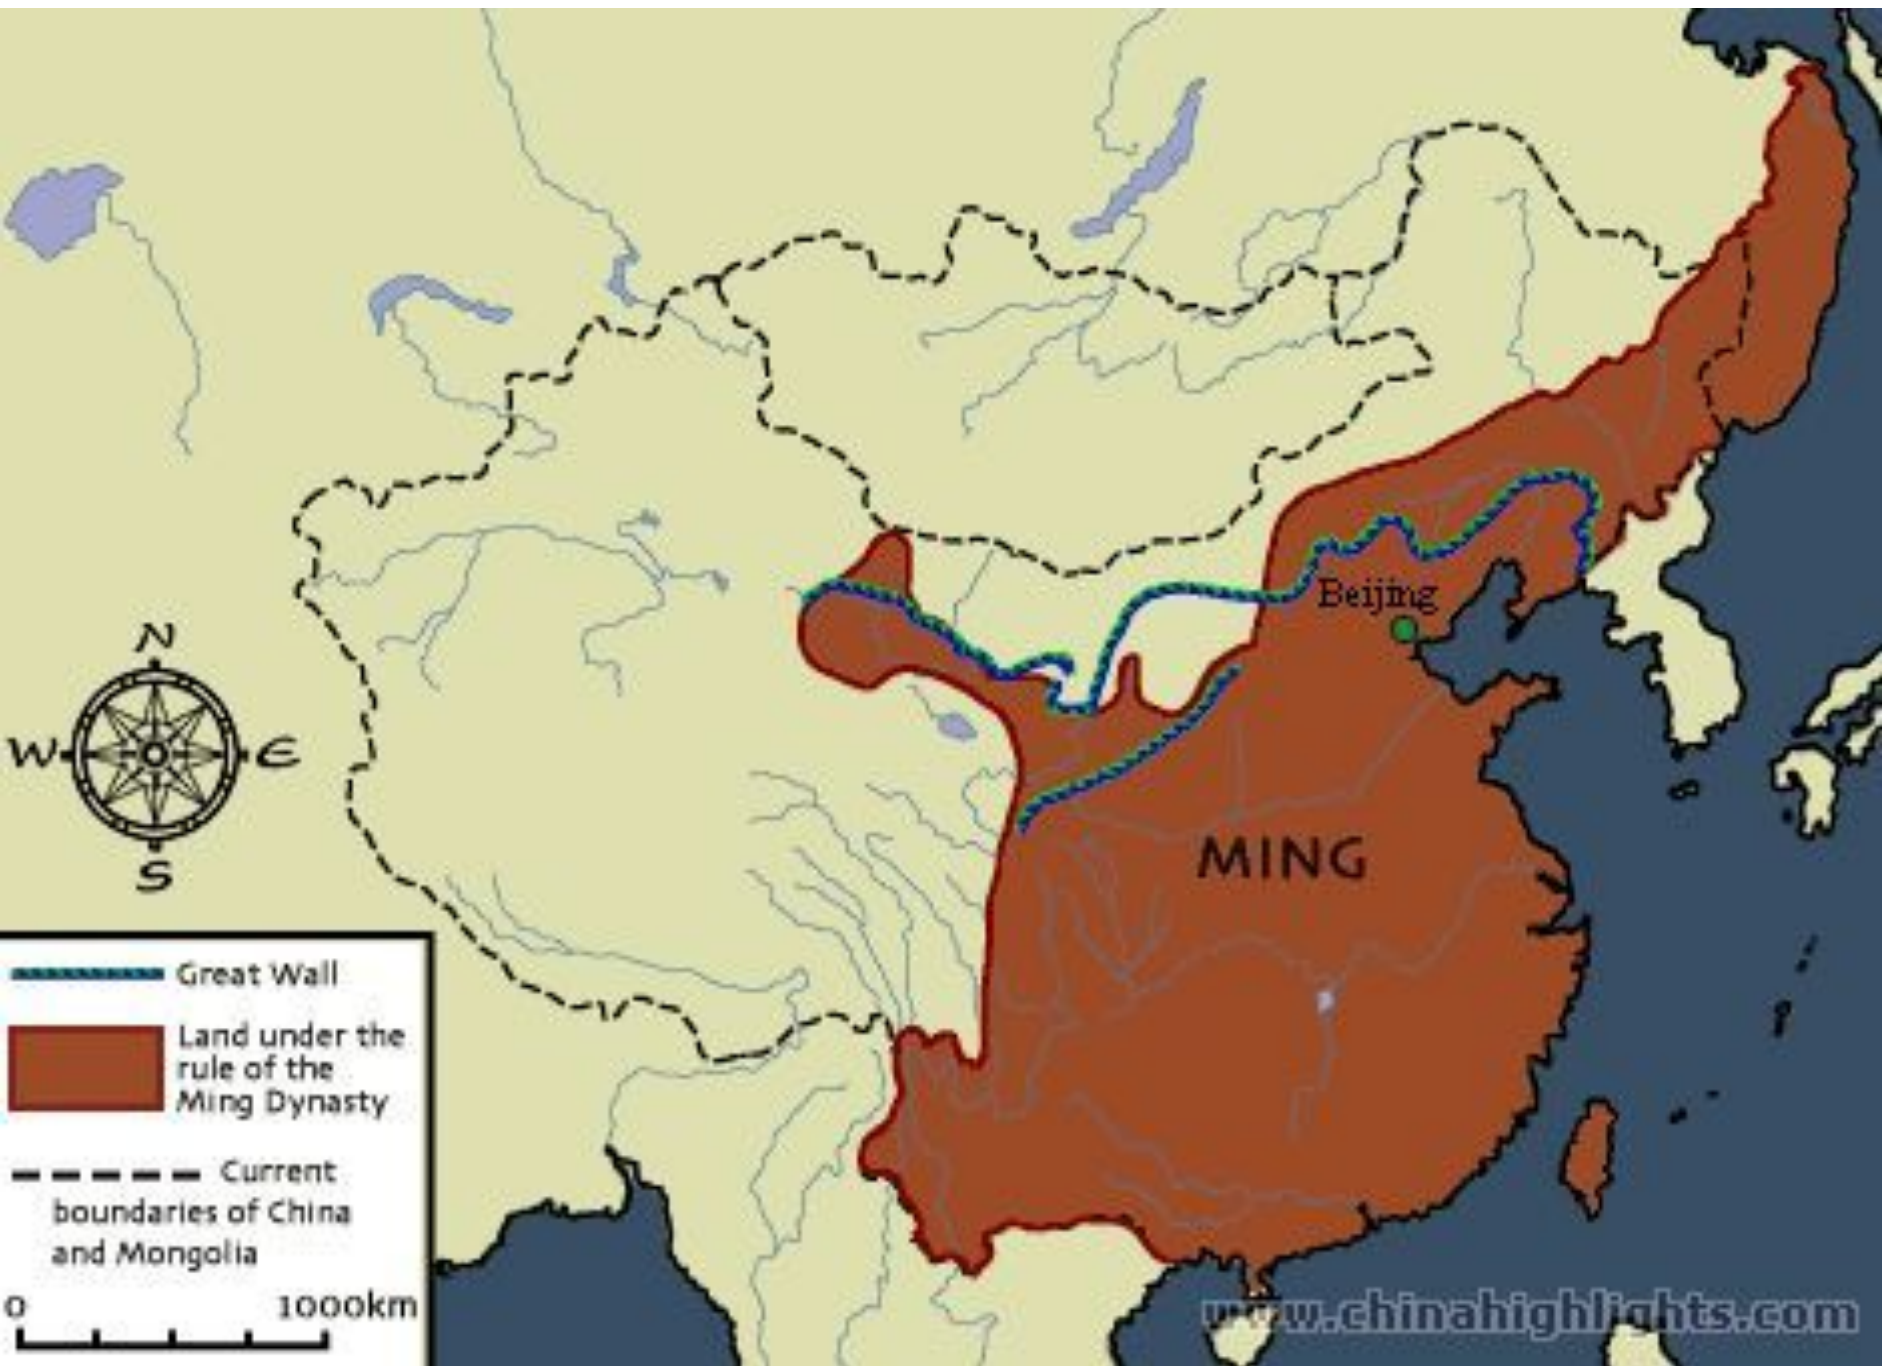 Beijing
N
W
E
S
MING
Great Wall
Land under the
rule of the
Ming Dynasty
Current
boundaries of China
and Mongolia
0
1000km
www.chinahighlights.com